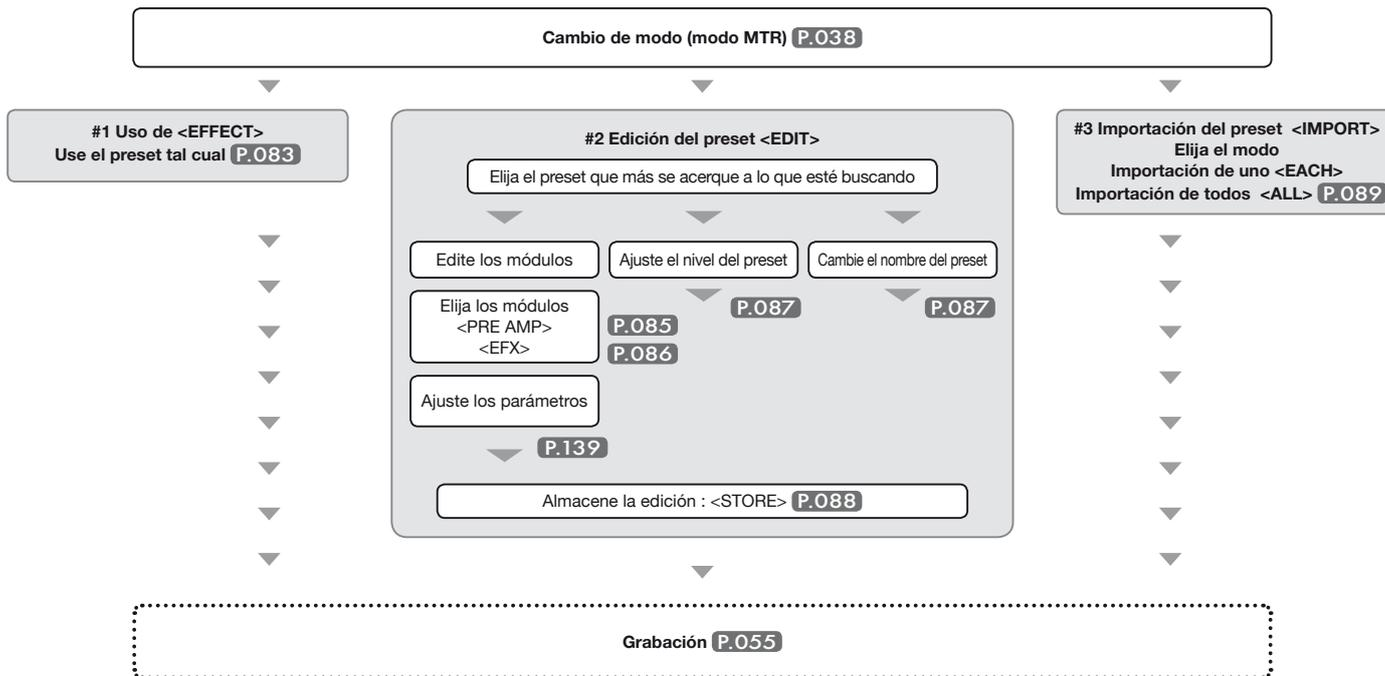 Cambio de modo (modo MTR) P.038
#1 Uso de <EFFECT>
Use el preset tal cual P.083
#2 Edición del preset <EDIT>
Elija el preset que más se acerque a lo que esté buscando
Edite los módulos
Elija los módulos
<PRE AMP>
<EFX>
P.085
P.086
Ajuste los parámetros
P.139
Ajuste el nivel del preset
P.087
Cambie el nombre del preset
P.087
Almacene la edición : <STORE> P.088
#3 Importación del preset <IMPORT>
Elija el modo
Importación de uno <EACH>
Importación de todos <ALL> P.089
Grabación P.055